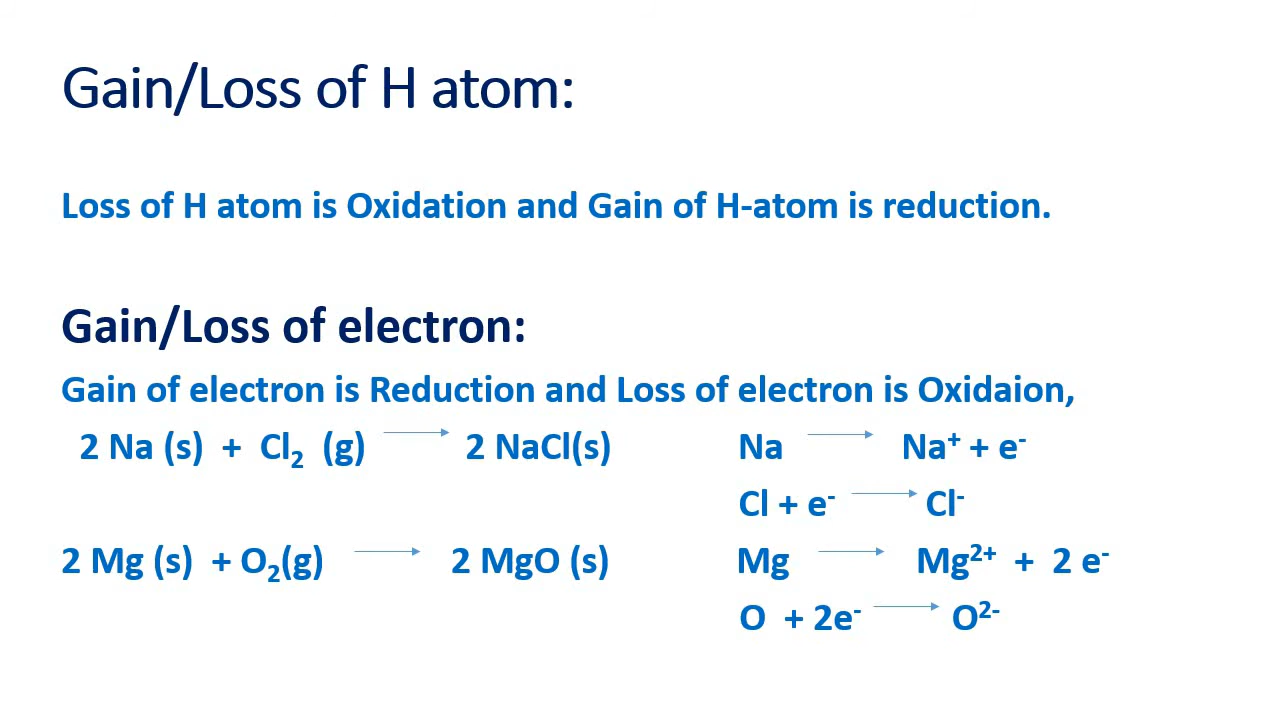 Gain/Loss of H atom:
Loss of H atom is Oxidation and Gain of H-atom is reduction.
Gain/Loss of electron:
Gain of electron is Reduction and Loss of electron is Oxidaion,
2 Na (s) + Cl₂ (g) ⟶ 2 NaCl(s) Na ⟶ Na⁺ + e⁻
Cl + e⁻ ⟶ Cl⁻
2 Mg (s) + O₂(g) ⟶ 2 MgO (s) Mg ⟶ Mg²⁺ + 2 e⁻
O + 2e⁻ ⟶ O²⁻